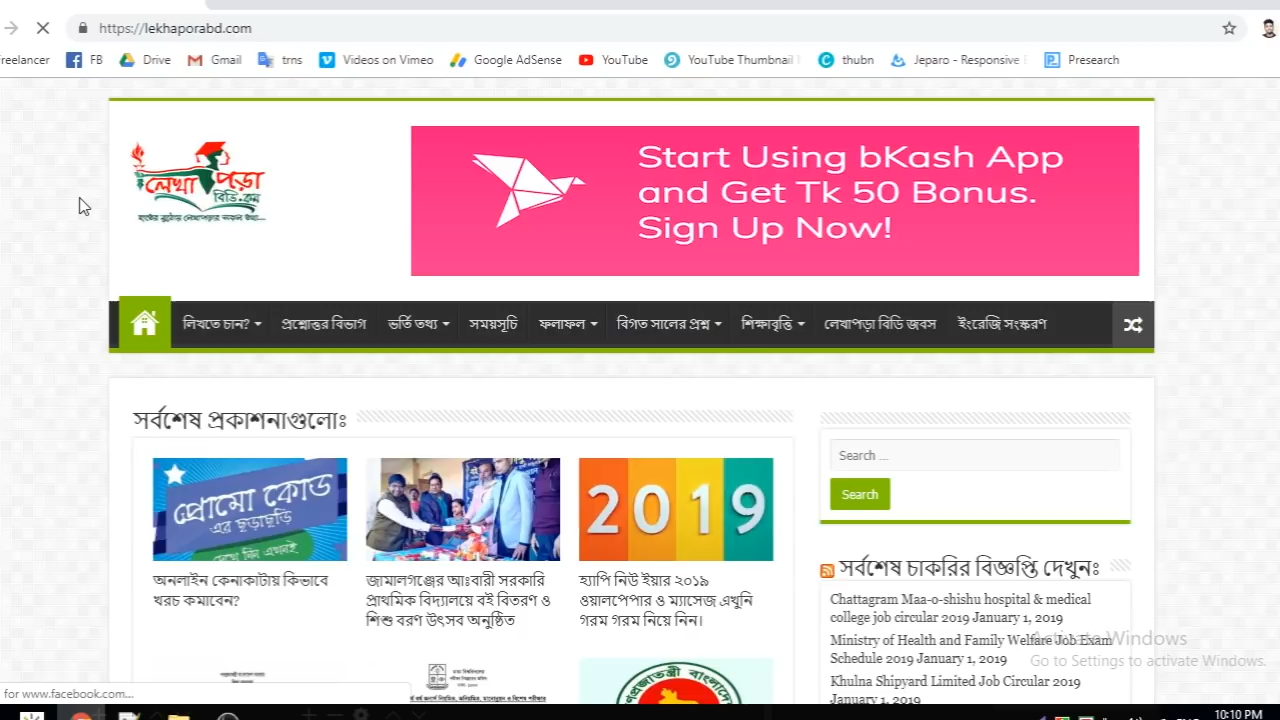 https://lekhaporabd.com
reelancer FB Drive Gmail trns Videos on Vimeo Google AdSense YouTube YouTube Thumbnail thubn Jeparo - Responsive Presearch
লেখা পড়া
বিডি.কম
Start Using bKash App
and Get Tk 50 Bonus.
Sign Up Now!
লিখতে চান? প্রশ্নোত্তর বিভাগ ভর্তি তথ্য সময়সূচি ফলাফল বিগত সালের প্রশ্ন শিক্ষাবৃত্তি লেখাপড়া বিডি জবস ইংরেজি সংস্করণ
সর্বশেষ প্রকাশনাগুলোঃ
Search ...
Search
প্রোমো কোড
এর ছড়াছড়ি
দেখে নিন এখনই
2019
অনলাইন কেনাকাটায় কিভাবে
খরচ কমাবেন?
জামালগঞ্জের আঃবারী সরকারি
প্রাথমিক বিদ্যালয়ে বই বিতরণ ও
শিশু বরণ উৎসব অনুষ্ঠিত
হ্যাপি নিউ ইয়ার ২০১৯
ওয়ালপেপার ও ম্যাসেজ এখুনি
গরম গরম নিয়ে নিন।
সর্বশেষ চাকরির বিজ্ঞপ্তি দেখুনঃ
Chattagram Maa-o-shishu hospital & medical
college job circular 2019 January 1, 2019
Ministry of Health and Family Welfare Job Exam
Schedule 2019 January 1, 2019
Khulna Shipyard Limited Job Circular 2019
January 1, 2019
Activate Windows
Go to Settings to activate Windows.
for www.facebook.com...
10:10 PM